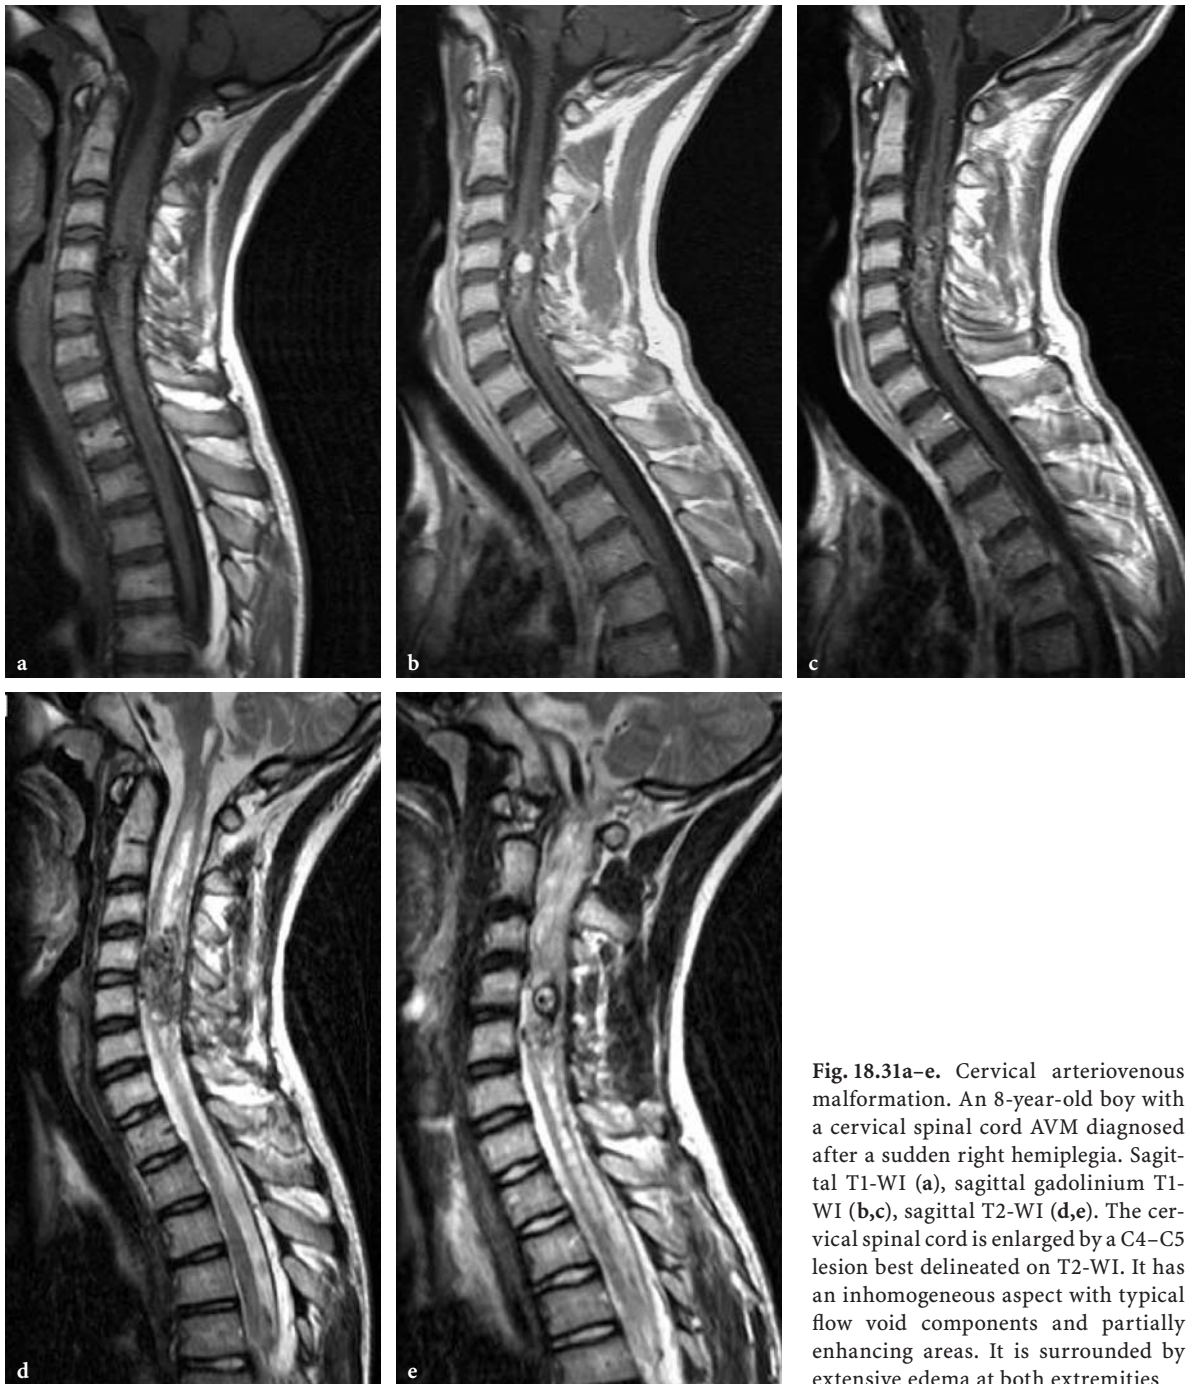 a
b
c
d
e
Fig. 18.31a–e. Cervical arteriovenous
malformation. An 8-year-old boy with
a cervical spinal cord AVM diagnosed
after a sudden right hemiplegia. Sagit-
tal T1-WI (a), sagittal gadolinium T1-
WI (b,c), sagittal T2-WI (d,e). The cer-
vical spinal cord is enlarged by a C4–C5
lesion best delineated on T2-WI. It has
an inhomogeneous aspect with typical
flow void components and partially
enhancing areas. It is surrounded by
extensive edema at both extremities